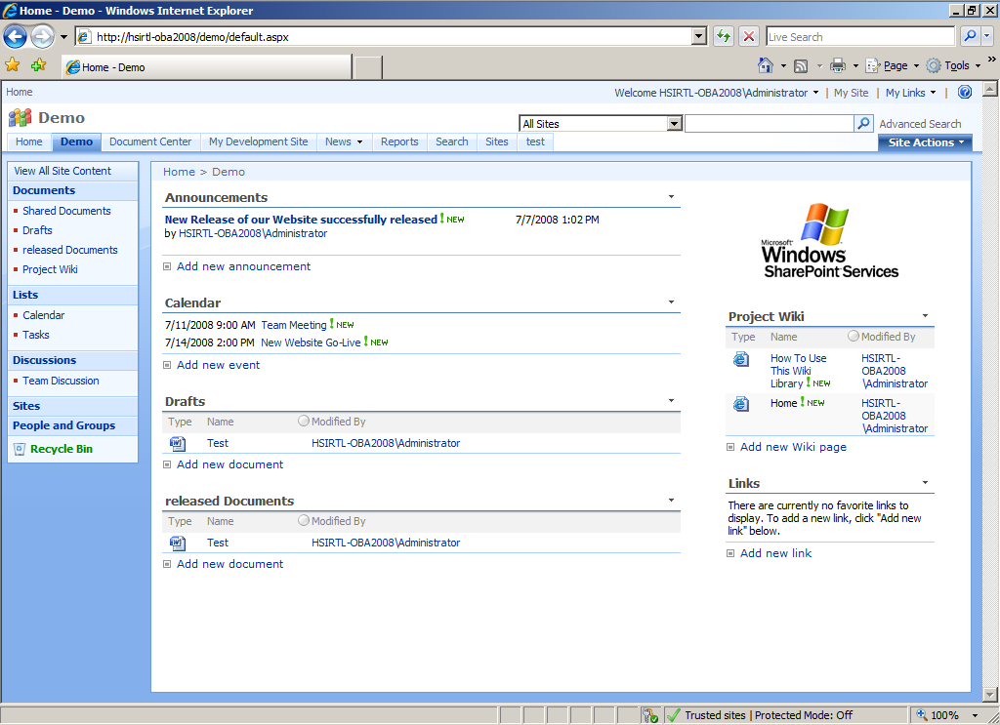 Home - Demo - Windows Internet Explorer
http://hsirtl-oba2008/demo/default.aspx
Live Search
Home - Demo
Page
Tools
Home
Welcome HSIRTL-OBA2008\Administrator | My Site | My Links |
Demo
All Sites
Advanced Search
Home
Demo
Document Center
My Development Site
News
Reports
Search
Sites
test
Site Actions
View All Site Content
Documents
Shared Documents
Drafts
released Documents
Project Wiki
Lists
Calendar
Tasks
Discussions
Team Discussion
Sites
People and Groups
Recycle Bin
Home > Demo
Announcements
New Release of our Website successfully released ! NEW 7/7/2008 1:02 PM
by HSIRTL-OBA2008\Administrator
Add new announcement
Calendar
7/11/2008 9:00 AM Team Meeting ! NEW
7/14/2008 2:00 PM New Website Go-Live ! NEW
Add new event
Drafts
Type Name Modified By
Test HSIRTL-OBA2008\Administrator
Add new document
released Documents
Type Name Modified By
Test HSIRTL-OBA2008\Administrator
Add new document
Microsoft
Windows
SharePoint Services
Project Wiki
Type Name Modified By
How To Use HSIRTL-
This Wiki OBA2008
Library ! NEW \Administrator
Home ! NEW HSIRTL-
OBA2008
\Administrator
Add new Wiki page
Links
There are currently no favorite links to
display. To add a new link, click "Add new
link" below.
Add new link
Trusted sites | Protected Mode: Off
100%